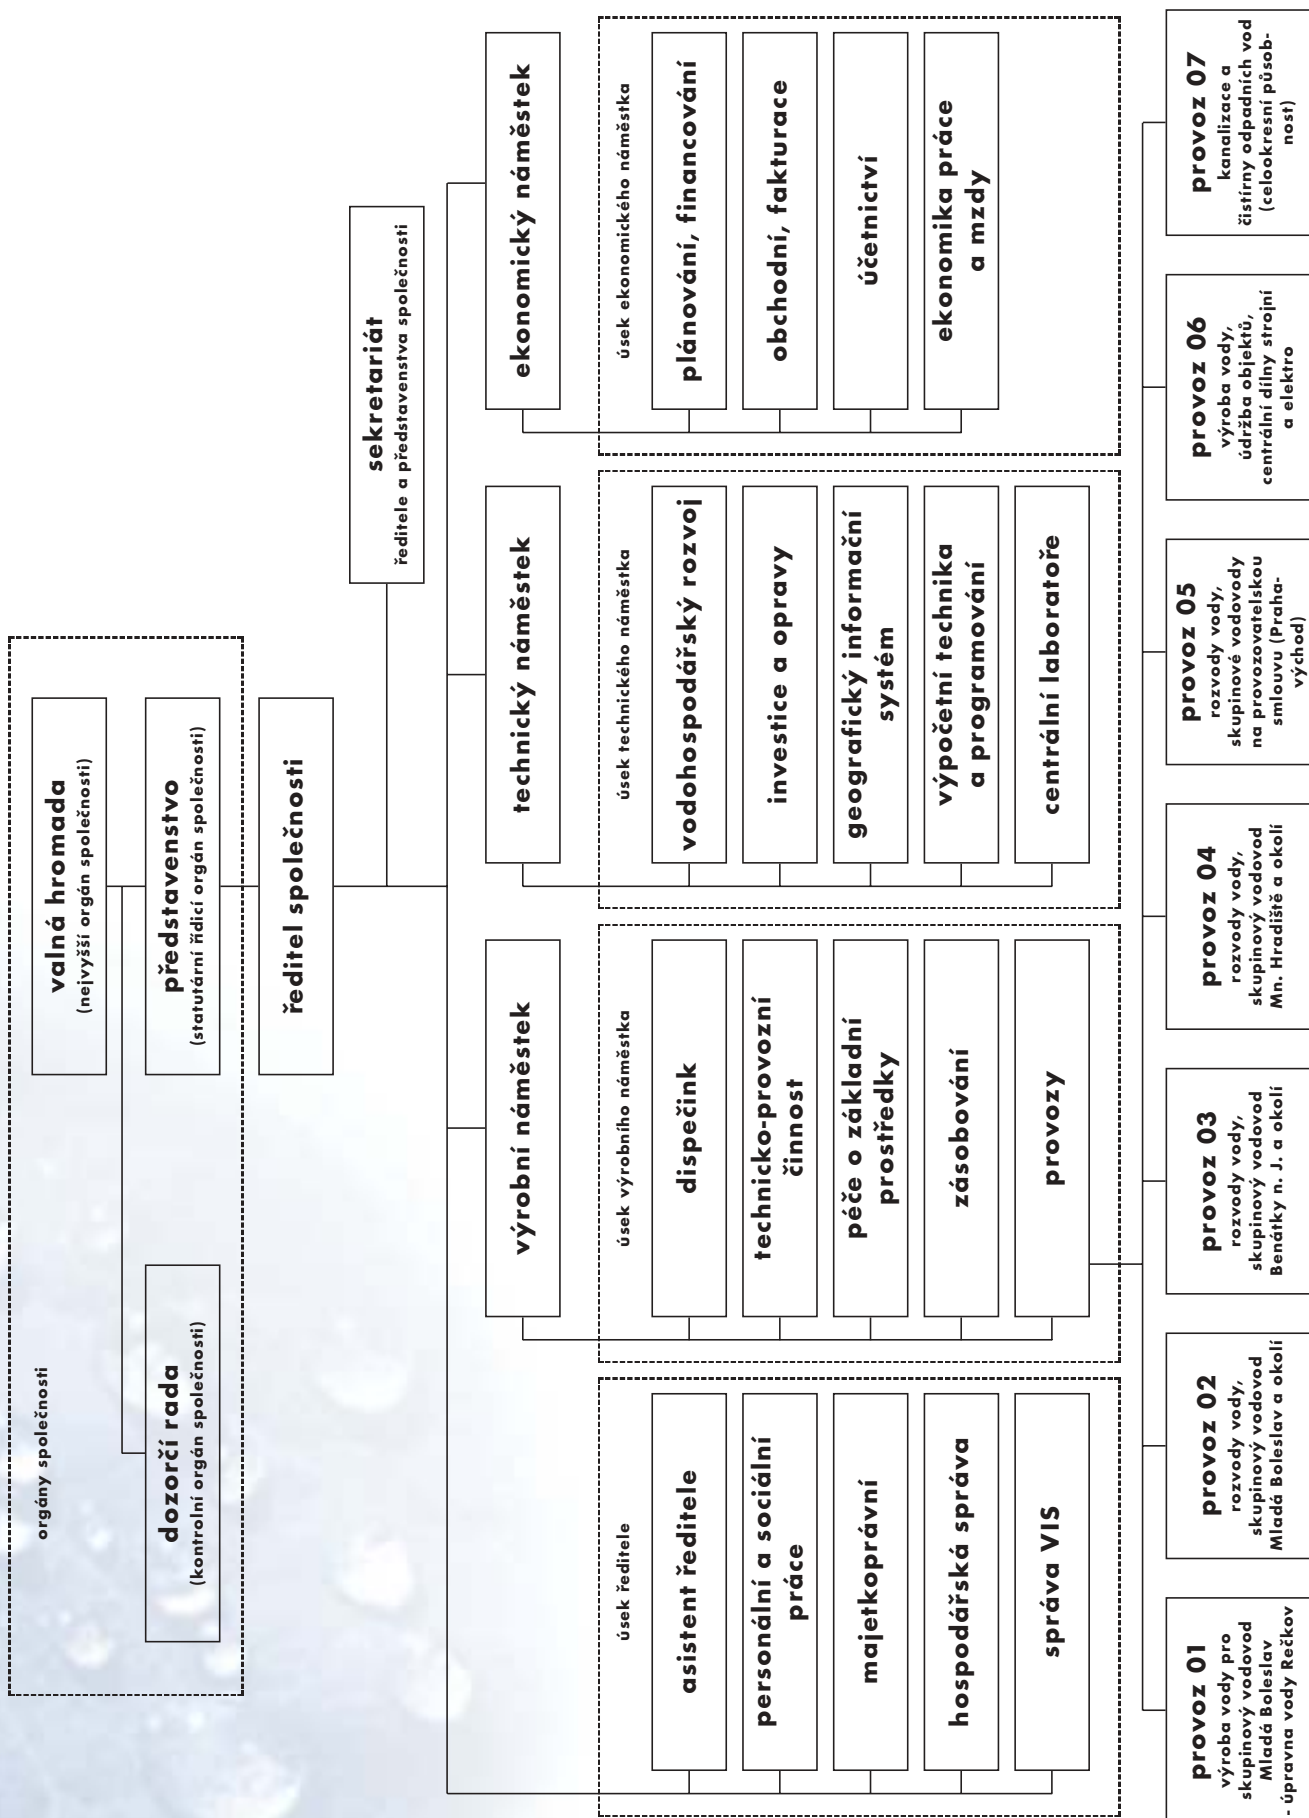 orgány společnosti
valná hromada
(nejvyšší orgán společnosti)
dozorčí rada
(kontrolní orgán společnosti)
představenstvo
(statutární řídicí orgán společnosti)
ředitel společnosti
sekretariát
ředitele a představenstva společnosti
výrobní náměstek
technický náměstek
ekonomický náměstek
úsek ředitele
asistent ředitele
personální a sociální
práce
majetkoprávní
hospodářská správa
správa VIS
úsek výrobního náměstka
dispečink
technicko-provozní
činnost
péče o základní
prostředky
zásobování
provozy
úsek technického náměstka
vodohospodářský rozvoj
investice a opravy
geografický informační
systém
výpočetní technika
a programování
centrální laboratoře
úsek ekonomického náměstka
plánování, financování
obchodní, fakturace
účetnictví
ekonomika práce
a mzdy
provoz 01
výroba vody pro
skupinový vodovod
Mladá Boleslav
- úpravna vody Rečkov
provoz 02
rozvody vody,
skupinový vodovod
Mladá Boleslav a okolí
provoz 03
rozvody vody,
skupinový vodovod
Benátky n. J. a okolí
provoz 04
rozvody vody,
skupinový vodovod
Mn. Hradiště a okolí
provoz 05
rozvody vody,
skupinové vodovody
na provozovatelskou
smlouvu (Praha-
východ)
provoz 06
výroba vody,
údržba objektů,
centrální dílny strojní
a elektro
provoz 07
kanalizace a
čistírny odpadních vod
(celookresní působ-
nost)